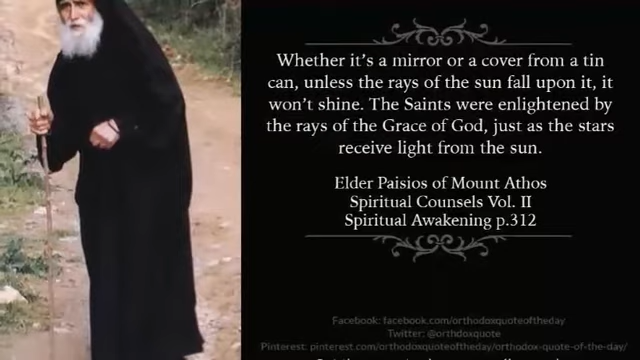 Whether it's a mirror or a cover from a tin
can, unless the rays of the sun fall upon it, it
won't shine. The Saints were enlightened by
the rays of the Grace of God, just as the stars
receive light from the sun.
Elder Paisios of Mount Athos
Spiritual Counsels Vol. II
Spiritual Awakening p.312
Facebook: facebook.com/orthodoxquoteoftheday
Twitter: @orthdoxquote
Pinterest: pinterest.com/orthodoxquote/orthodox-quote-of-the-day/